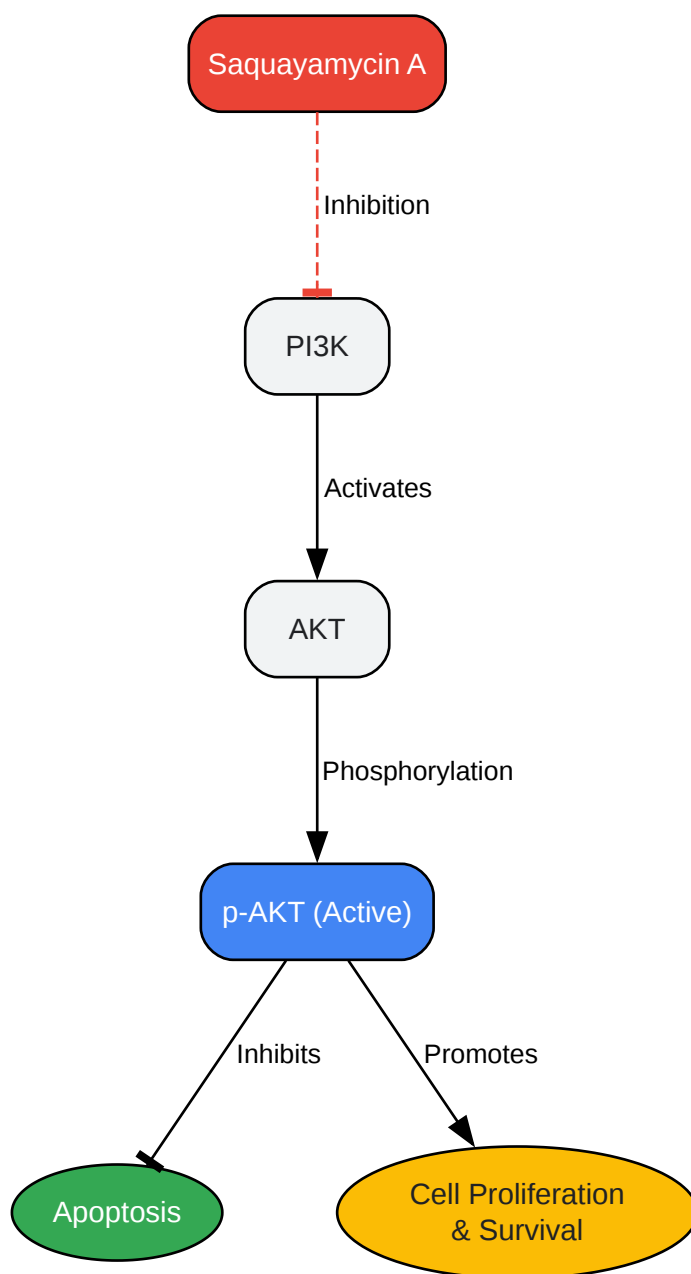 Saquayamycin A
Inhibition
PI3K
Activates
AKT
Phosphorylation
p-AKT (Active)
Inhibits
Promotes
Apoptosis
Cell Proliferation
& Survival